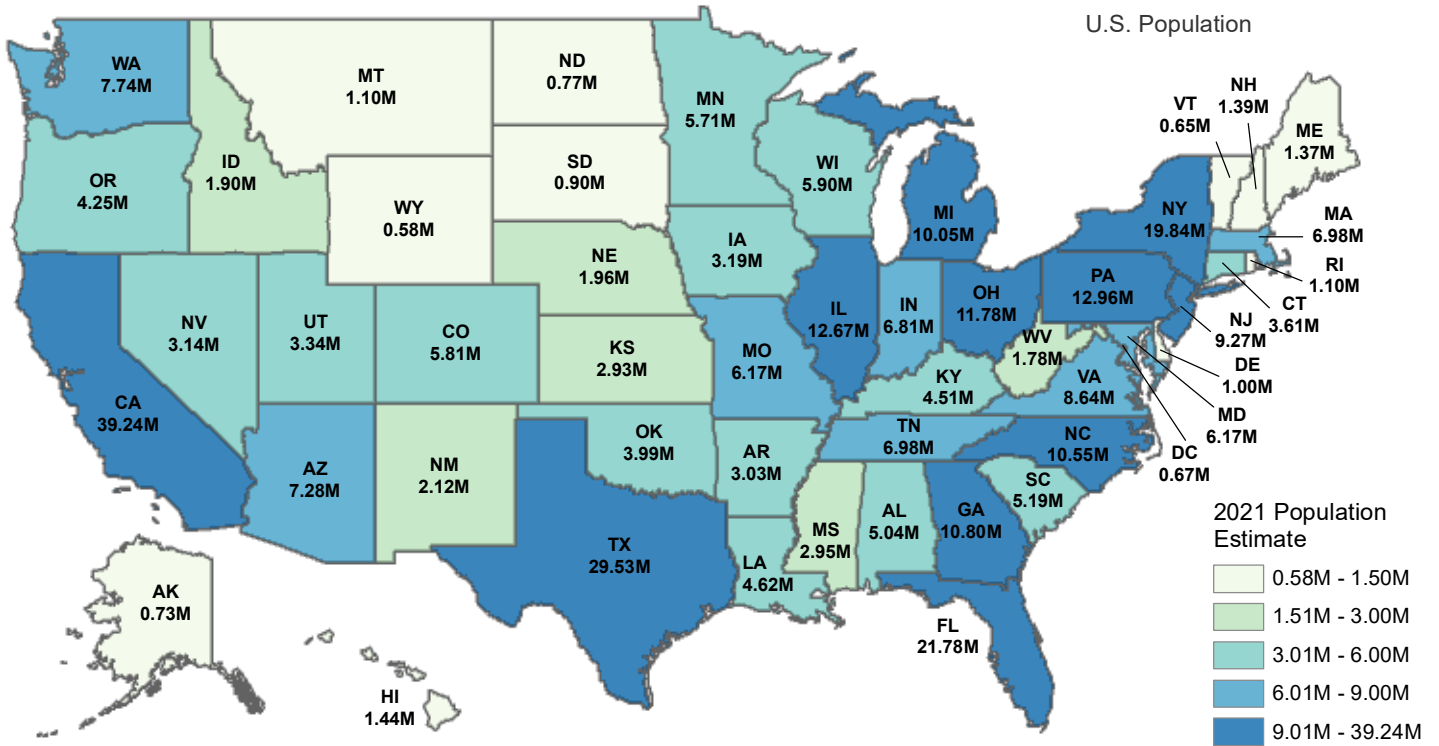 U.S. Population
WA
7.74M
MT
1.10M
ND
0.77M
MN
5.71M
VT
0.65M
NH
1.39M
ME
1.37M
OR
4.25M
ID
1.90M
SD
0.90M
WI
5.90M
WY
0.58M
MI
10.05M
NY
19.84M
MA
6.98M
RI
1.10M
CT
3.61M
NE
1.96M
IA
3.19M
PA
12.96M
NJ
9.27M
NV
3.14M
UT
3.34M
CO
5.81M
IL
12.67M
IN
6.81M
OH
11.78M
KS
2.93M
MO
6.17M
WV
1.78M
DE
1.00M
CA
39.24M
KY
4.51M
VA
8.64M
MD
6.17M
DC
0.67M
AZ
7.28M
NM
2.12M
OK
3.99M
AR
3.03M
TN
6.98M
NC
10.55M
SC
5.19M
TX
29.53M
LA
4.62M
MS
2.95M
AL
5.04M
GA
10.80M
AK
0.73M
HI
1.44M
FL
21.78M
2021 Population
Estimate
0.58M - 1.50M
1.51M - 3.00M
3.01M - 6.00M
6.01M - 9.00M
9.01M - 39.24M